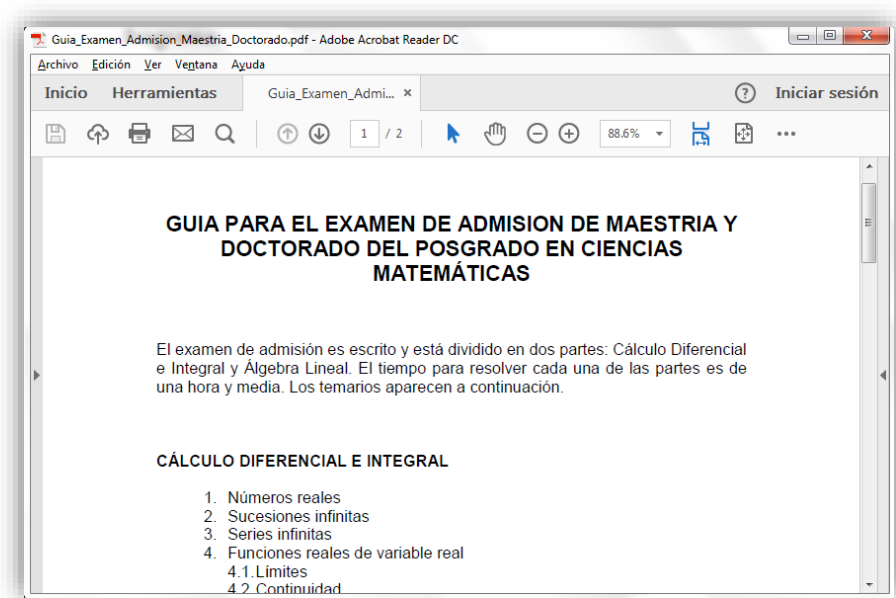 Guia_Examen_Admision_Maestria_Doctorado.pdf - Adobe Acrobat Reader DC
Archivo Edición Ver Ventana Ayuda
Inicio Herramientas Guia_Examen_Admi... × ? Iniciar sesión
1 / 2 88.6%
GUIA PARA EL EXAMEN DE ADMISION DE MAESTRIA Y
DOCTORADO DEL POSGRADO EN CIENCIAS
MATEMÁTICAS
El examen de admisión es escrito y está dividido en dos partes: Cálculo Diferencial
e Integral y Álgebra Lineal. El tiempo para resolver cada una de las partes es de
una hora y media. Los temarios aparecen a continuación.
CÁLCULO DIFERENCIAL E INTEGRAL
1. Números reales
2. Sucesiones infinitas
3. Series infinitas
4. Funciones reales de variable real
4.1.Límites
4.2.Continuidad